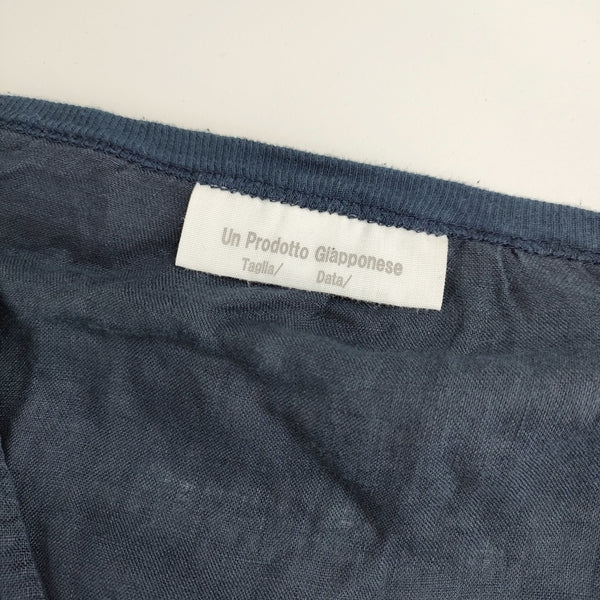 Un Prodotto Giapponese
Taglia/ Data/